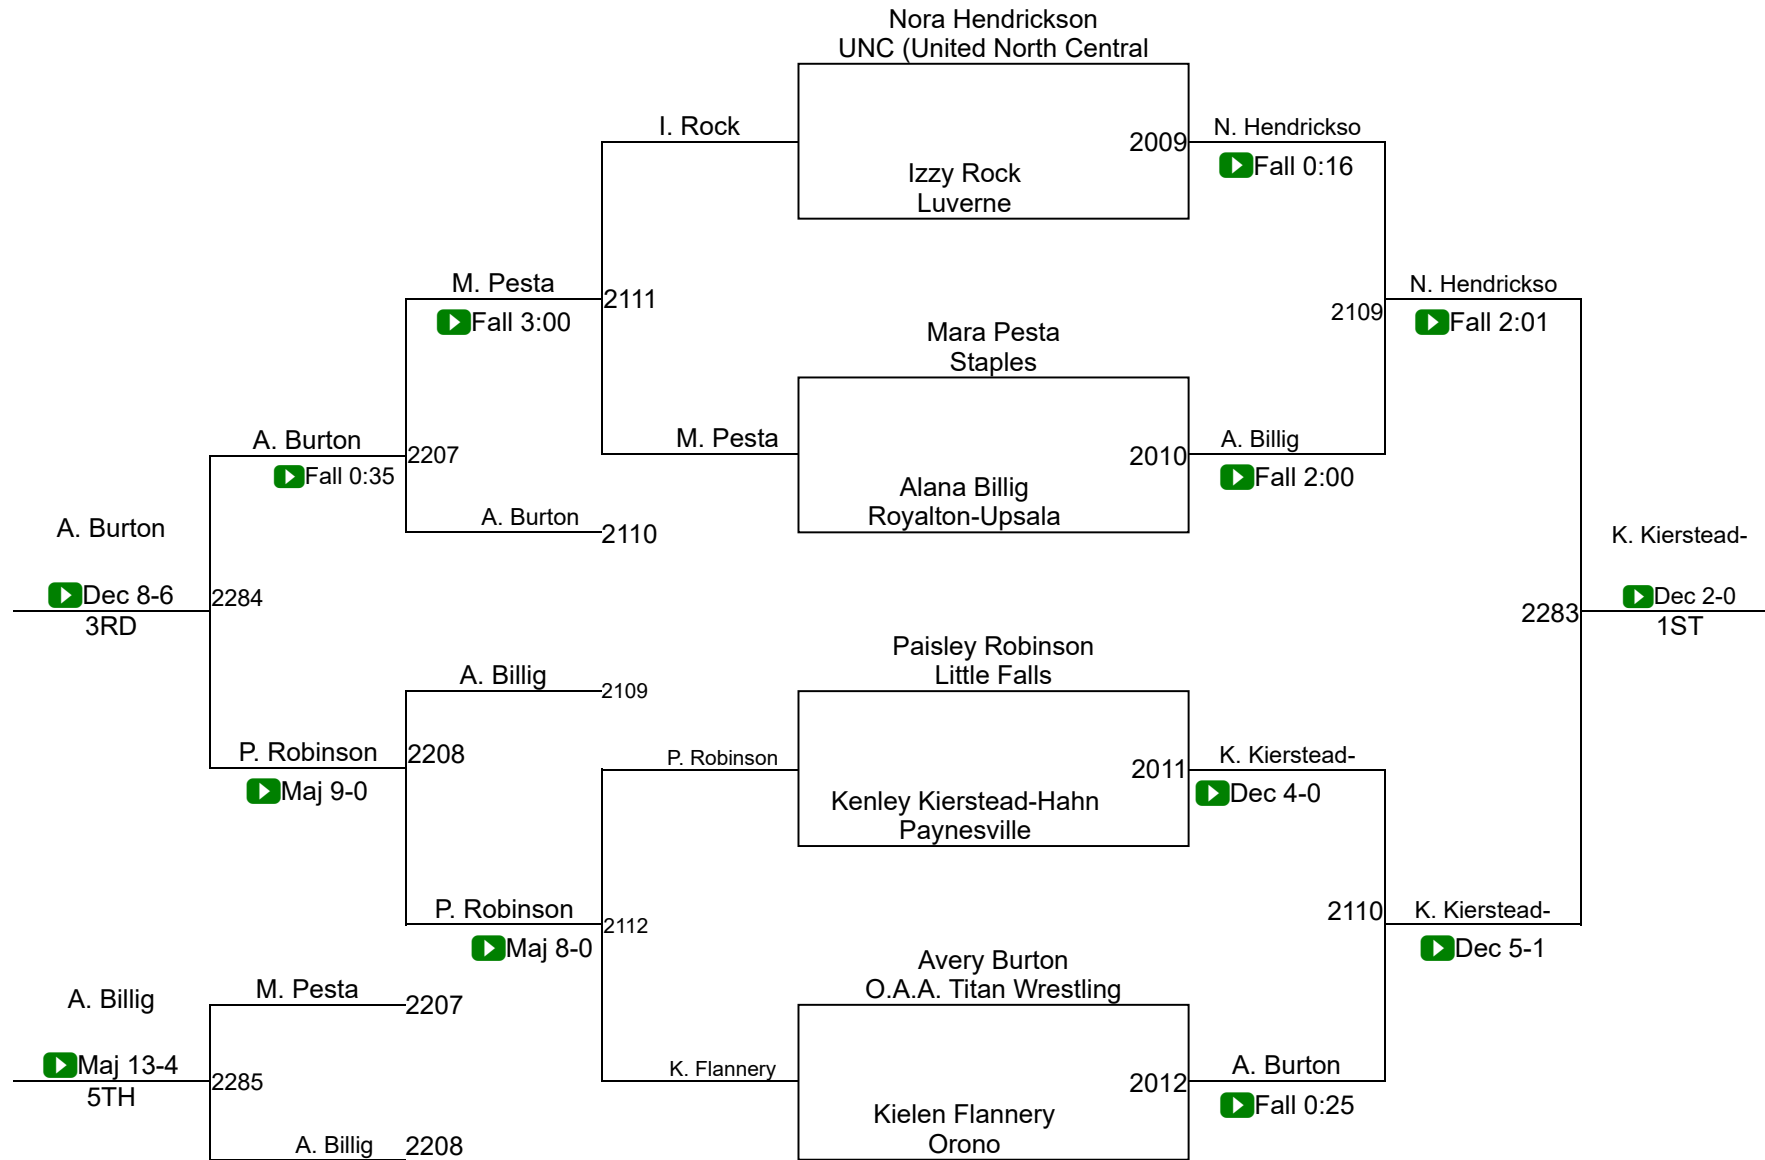 Nora Hendrickson
UNC (United North Central
I. Rock
2009
N. Hendrickso
Fall 0:16
Izzy Rock
Luverne
M. Pesta
Fall 3:00
2111
2109
N. Hendrickso
Fall 2:01
Mara Pesta
Staples
A. Burton
Fall 0:35
2207
M. Pesta
2010
A. Billig
Fall 2:00
Alana Billig
Royalton-Upsala
A. Burton
2110
A. Burton
Dec 8-6
3RD
2284
K. Kierstead-
Dec 2-0
1ST
2283
Paisley Robinson
Little Falls
A. Billig
2109
P. Robinson
Maj 9-0
2208
P. Robinson
2011
K. Kierstead-
Dec 4-0
Kenley Kierstead-Hahn
Paynesville
P. Robinson
Maj 8-0
2112
2110
K. Kierstead-
Dec 5-1
Avery Burton
O.A.A. Titan Wrestling
A. Billig
Maj 13-4
5TH
M. Pesta
2207
2285
K. Flannery
2012
A. Burton
Fall 0:25
Kielen Flannery
Orono
A. Billig
2208